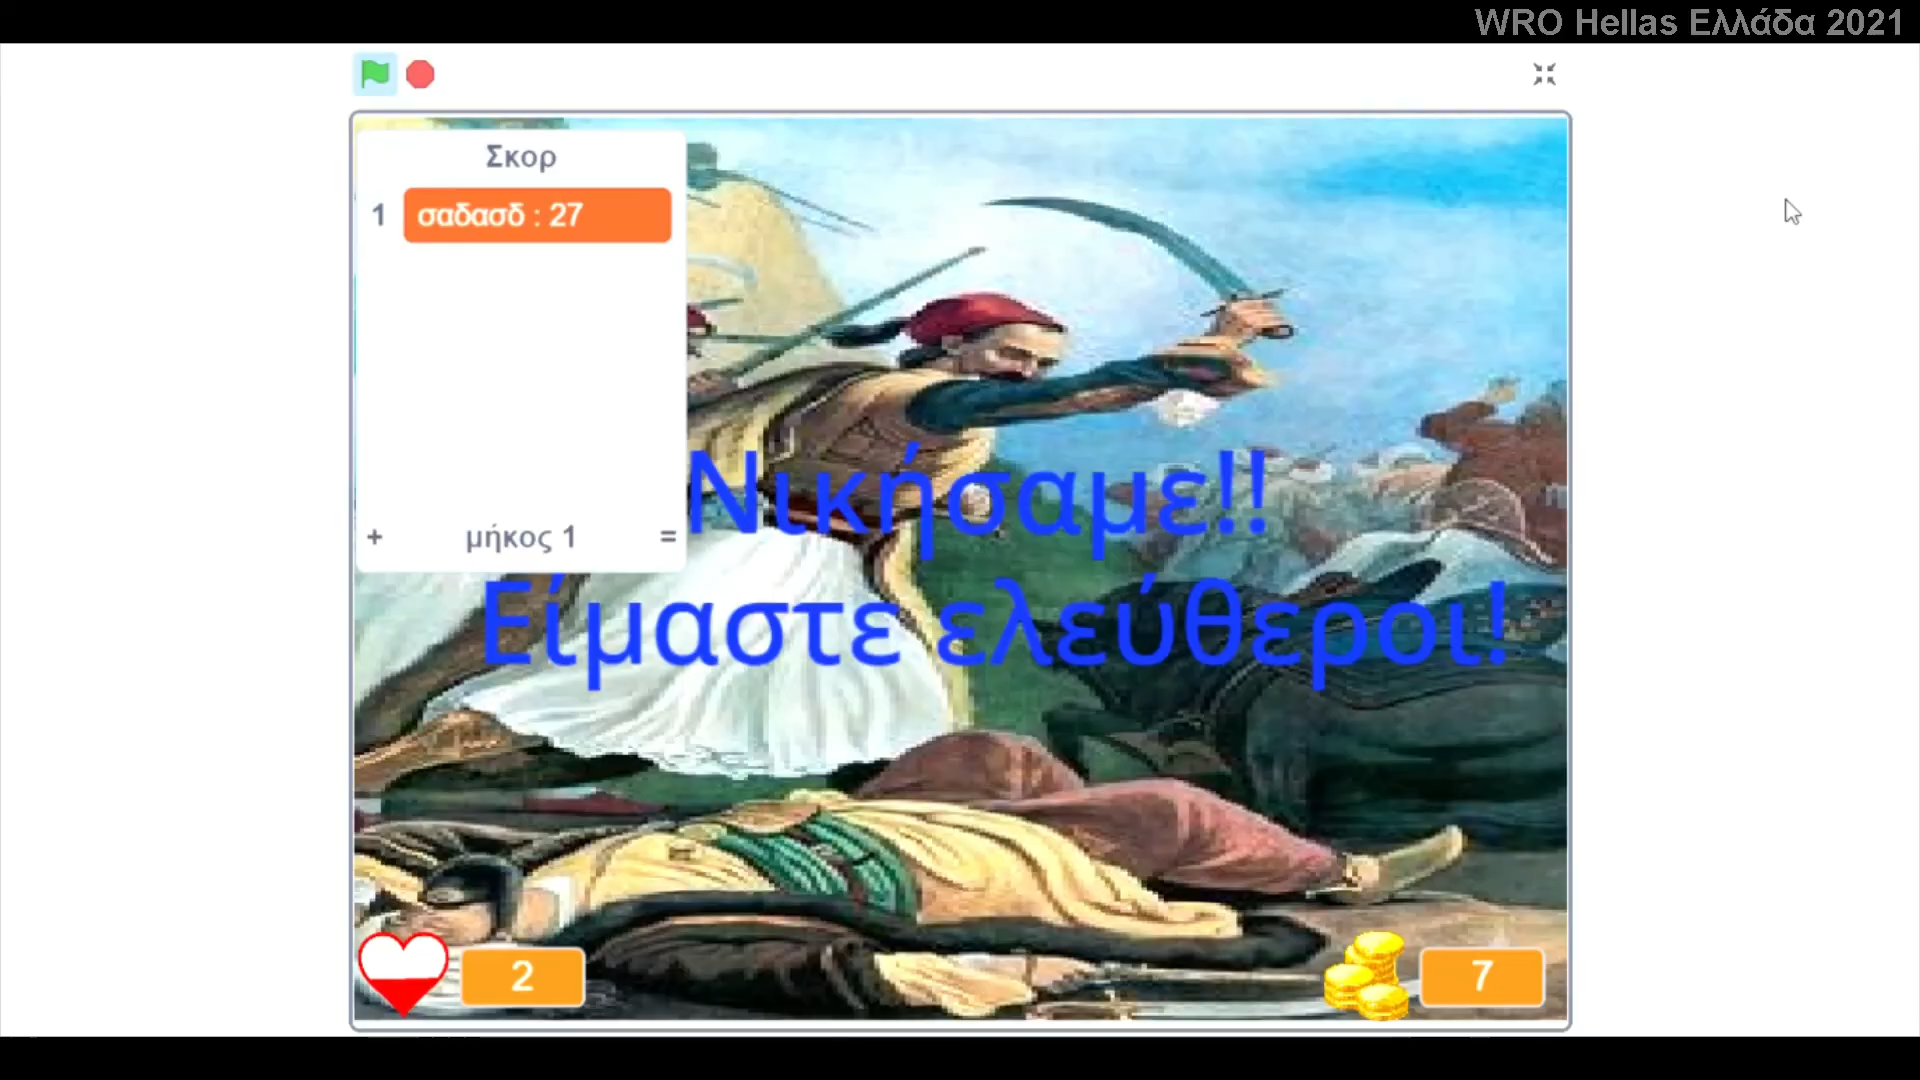 WRO Hellas Ελλάδα 2021
Σκορ
1 σαδασδ : 27
+ μήκος 1 =
Νικήσαμε!!
Είμαστε ελεύθεροι!
2
7